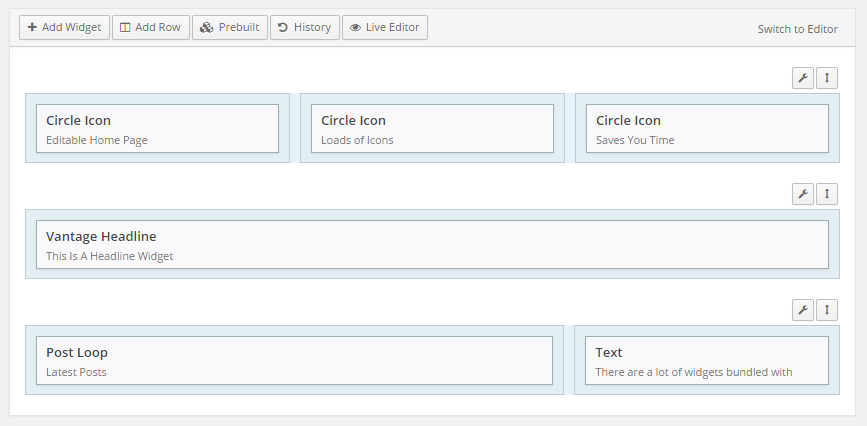 Add Widget Add Row Prebuilt History Live Editor Switch to Editor
Circle Icon Circle Icon Circle Icon
Editable Home Page Loads of Icons Saves You Time
Vantage Headline
This Is A Headline Widget
Post Loop Text
Latest Posts There are a lot of widgets bundled with